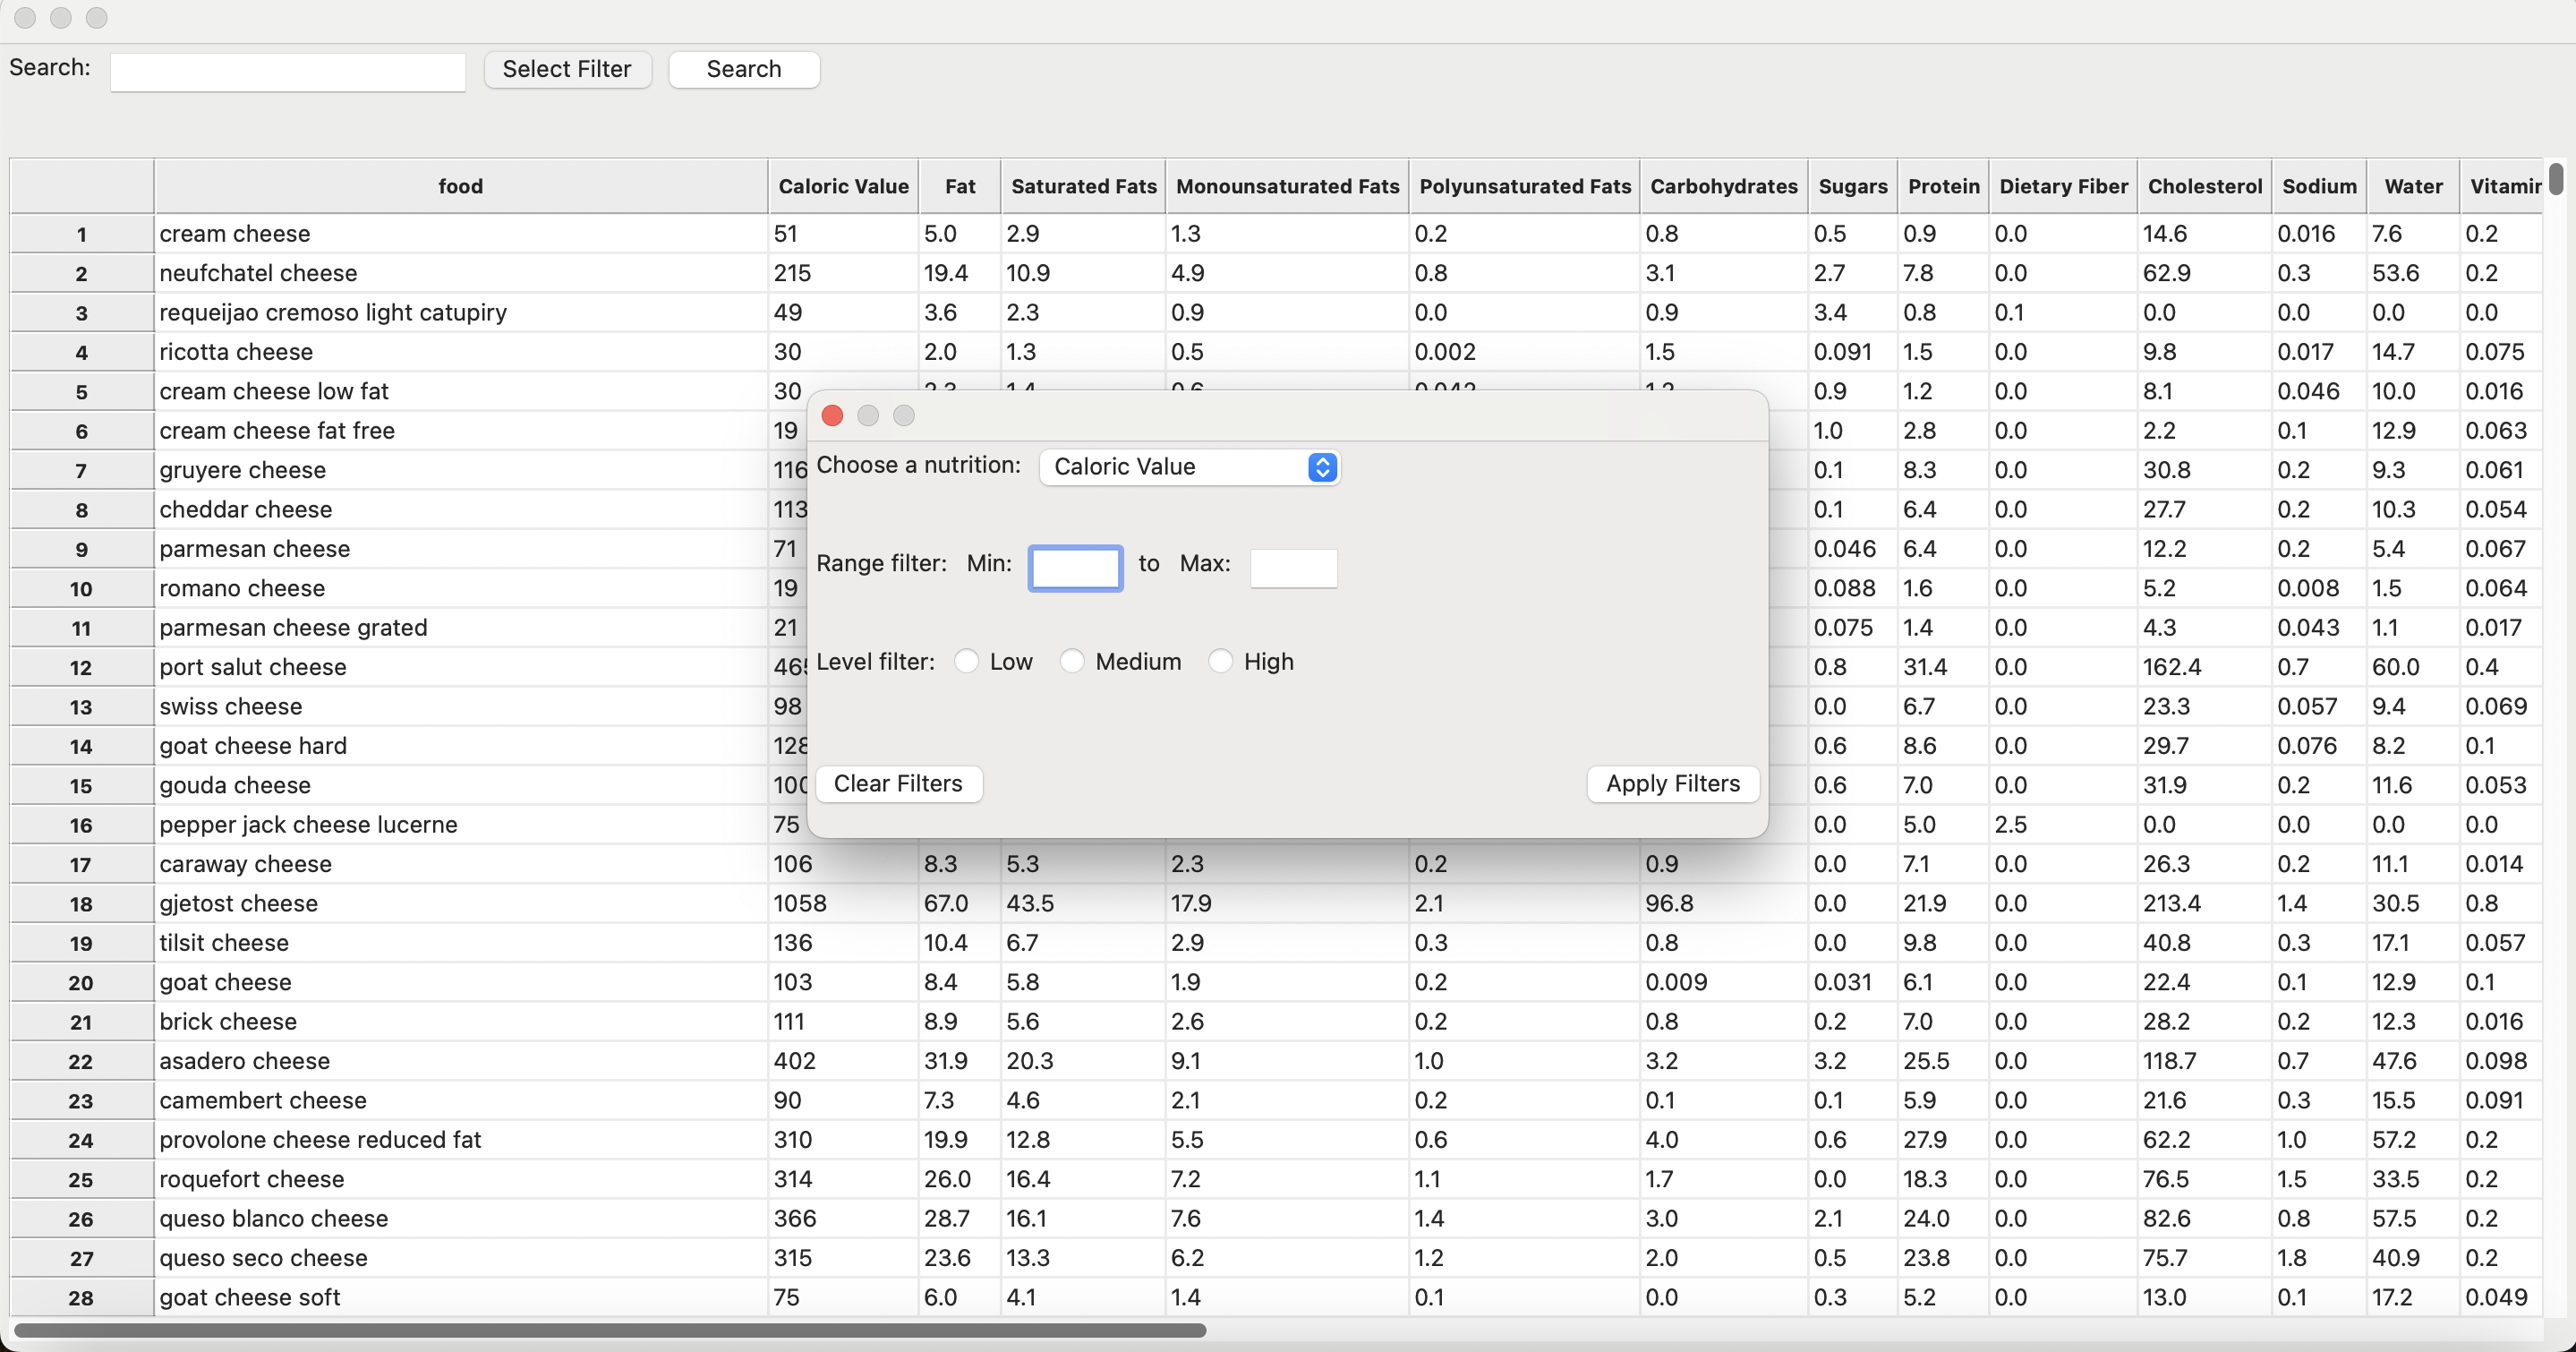 Search: Select Filter Search
food Caloric Value Fat Saturated Fats Monounsaturated Fats Polyunsaturated Fats Carbohydrates Sugars Protein Dietary Fiber Cholesterol Sodium Water
1 cream cheese 51 5.0 2.9 1.3 0.2 0.8 0.5 0.9 0.0 14.6 0.016 7.6 0.2
2 neufchatel cheese 215 19.4 10.9 4.9 0.8 3.1 2.7 7.8 0.0 62.9 0.3 53.6 0.2
3 requeijao cremoso light catupiry 49 3.6 2.3 0.9 0.0 0.9 3.4 0.8 0.1 0.0 0.0 0.0 0.0
4 ricotta cheese 30 2.0 1.3 0.5 0.002 1.5 0.091 1.5 0.0 9.8 0.017 14.7 0.075
5 cream cheese low fat 30 0.9 1.2 0.0 8.1 0.046 10.0 0.016
6 cream cheese fat free 19 1.0 2.8 0.0 2.2 0.1 12.9 0.063
7 gruyere cheese 116 0.1 8.3 0.0 30.8 0.2 9.3 0.061
8 cheddar cheese 113 0.1 6.4 0.0 27.7 0.2 10.3 0.054
9 parmesan cheese 71 0.046 6.4 0.0 12.2 0.2 5.4 0.067
10 romano cheese 19 0.088 1.6 0.0 5.2 0.008 1.5 0.064
11 parmesan cheese grated 21 0.075 1.4 0.0 4.3 0.043 1.1 0.017
12 port salut cheese 0.8 31.4 0.0 162.4 0.7 60.0 0.4
13 swiss cheese 98 0.0 6.7 0.0 23.3 0.057 9.4 0.069
14 goat cheese hard 0.6 8.6 0.0 29.7 0.076 8.2 0.1
15 gouda cheese 0.6 7.0 0.0 31.9 0.2 11.6 0.053
16 pepper jack cheese lucerne 75 0.0 5.0 2.5 0.0 0.0 0.0 0.0
17 caraway cheese 106 8.3 5.3 2.3 0.2 0.9 0.0 7.1 0.0 26.3 0.2 11.1 0.014
18 gjetost cheese 1058 67.0 43.5 17.9 2.1 96.8 0.0 21.9 0.0 213.4 1.4 30.5 0.8
19 tilsit cheese 136 10.4 6.7 2.9 0.3 0.8 0.0 9.8 0.0 40.8 0.3 17.1 0.057
20 goat cheese 103 8.4 5.8 1.9 0.2 0.009 0.031 6.1 0.0 22.4 0.1 12.9 0.1
21 brick cheese 111 8.9 5.6 2.6 0.2 0.8 0.2 7.0 0.0 28.2 0.2 12.3 0.016
22 asadero cheese 402 31.9 20.3 9.1 1.0 3.2 3.2 25.5 0.0 118.7 0.7 47.6 0.098
23 camembert cheese 90 7.3 4.6 2.1 0.2 0.1 0.1 5.9 0.0 21.6 0.3 15.5 0.091
24 provolone cheese reduced fat 310 19.9 12.8 5.5 0.6 4.0 0.6 27.9 0.0 62.2 1.0 57.2 0.2
25 roquefort cheese 314 26.0 16.4 7.2 1.1 1.7 0.0 18.3 0.0 76.5 1.5 33.5 0.2
26 queso blanco cheese 366 28.7 16.1 7.6 1.4 3.0 2.1 24.0 0.0 82.6 0.8 57.5 0.2
27 queso seco cheese 315 23.6 13.3 6.2 1.2 2.0 0.5 23.8 0.0 75.7 1.8 40.9 0.2
28 goat cheese soft 75 6.0 4.1 1.4 0.1 0.0 0.3 5.2 0.0 13.0 0.1 17.2 0.049
Choose a nutrition: Caloric Value
Range filter: Min: to Max:
Level filter: Low Medium High
Clear Filters Apply Filters